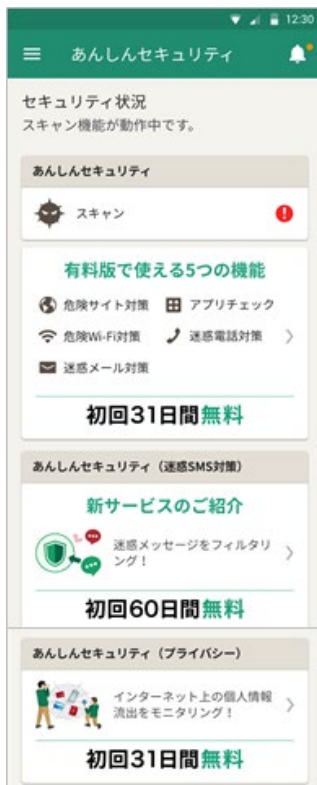 12:30
あんしんセキュリティ
セキュリティ状況
スキャン機能が動作中です。
あんしんセキュリティ
スキャン
有料版で使える5つの機能
危険サイト対策 アプリチェック
危険Wi-Fi対策 迷惑電話対策
迷惑メール対策
初回31日間無料
あんしんセキュリティ（迷惑SMS対策）
新サービスのご紹介
迷惑メッセージをフィルタリ
ング！
初回60日間無料
あんしんセキュリティ（プライバシー）
インターネット上の個人情報
流出をモニタリング！
初回31日間無料